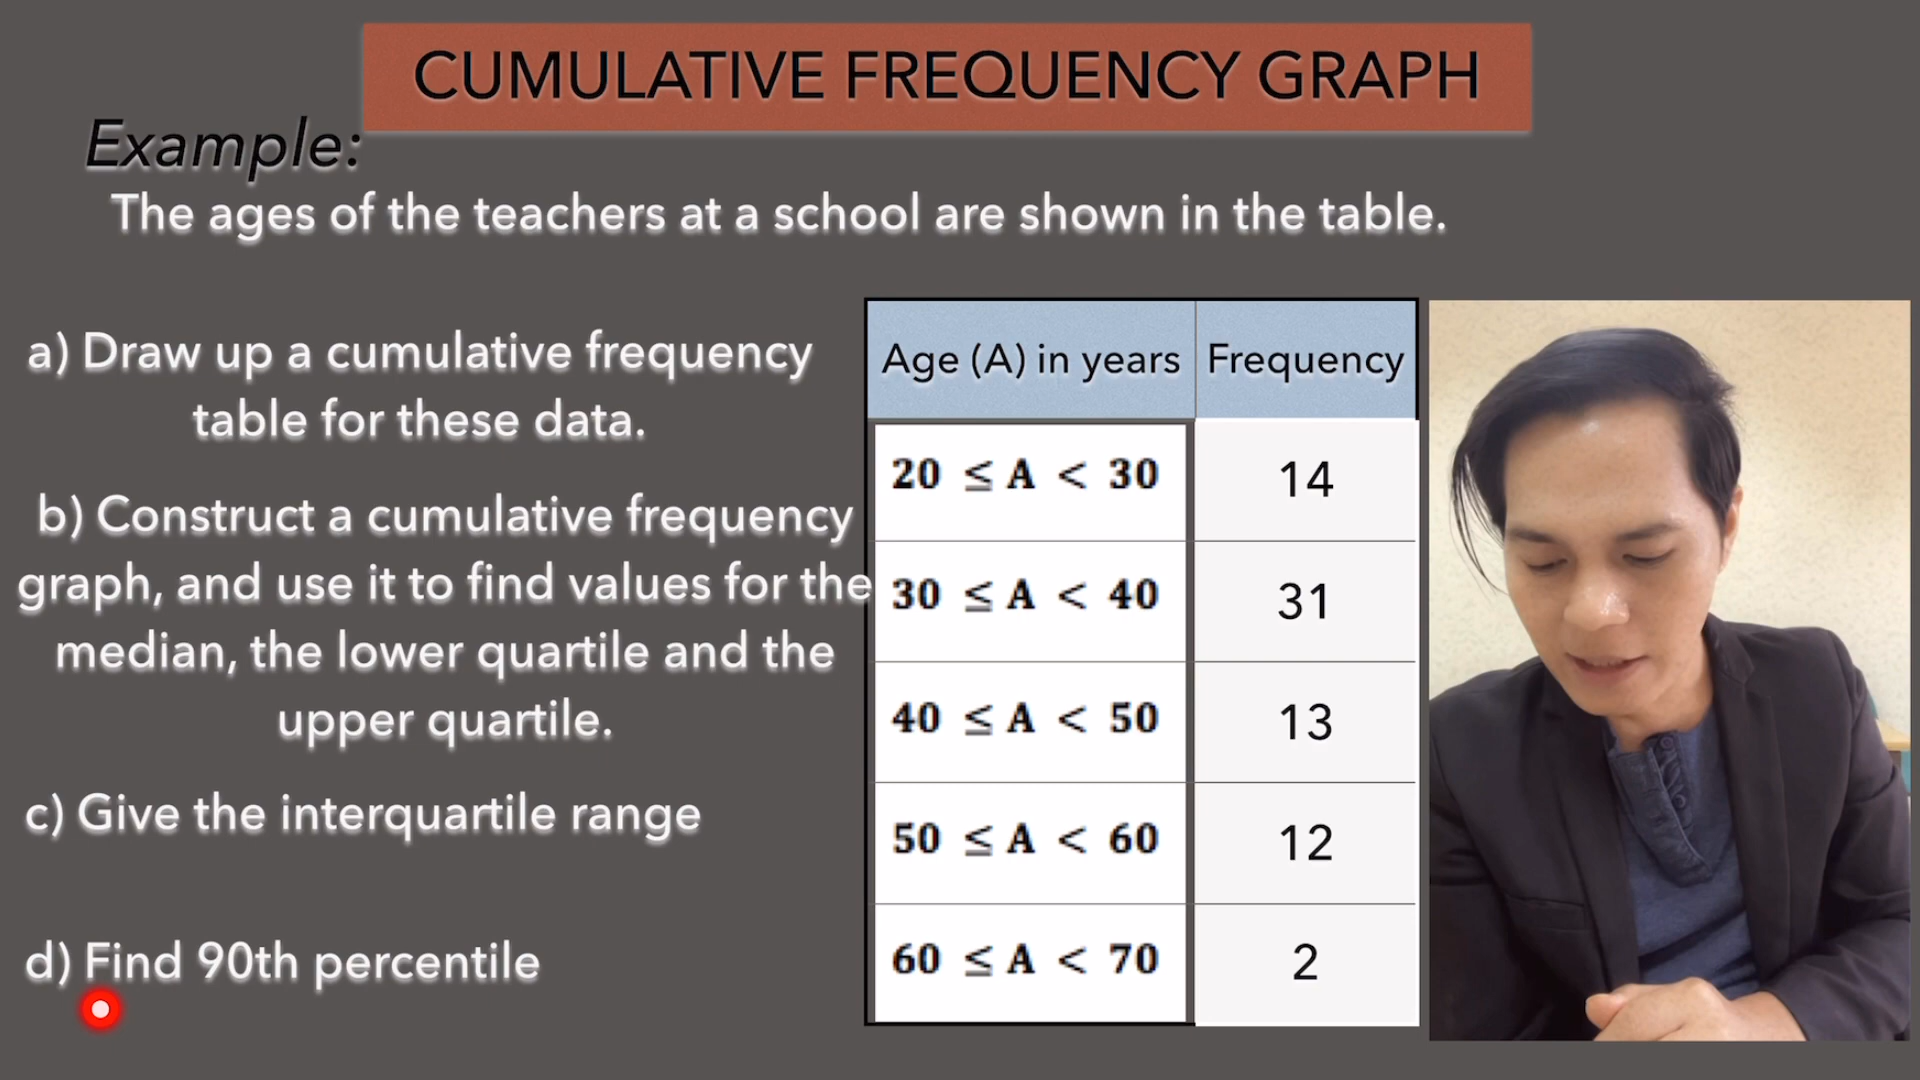 CUMULATIVE FREQUENCY GRAPH
Example:
The ages of the teachers at a school are shown in the table.
a) Draw up a cumulative frequency
table for these data.
b) Construct a cumulative frequency
graph, and use it to find values for the
median, the lower quartile and the
upper quartile.
c) Give the interquartile range
d) Find 90th percentile
Age (A) in years Frequency
20 ≤ A < 30 14
30 ≤ A < 40 31
40 ≤ A < 50 13
50 ≤ A < 60 12
60 ≤ A < 70 2